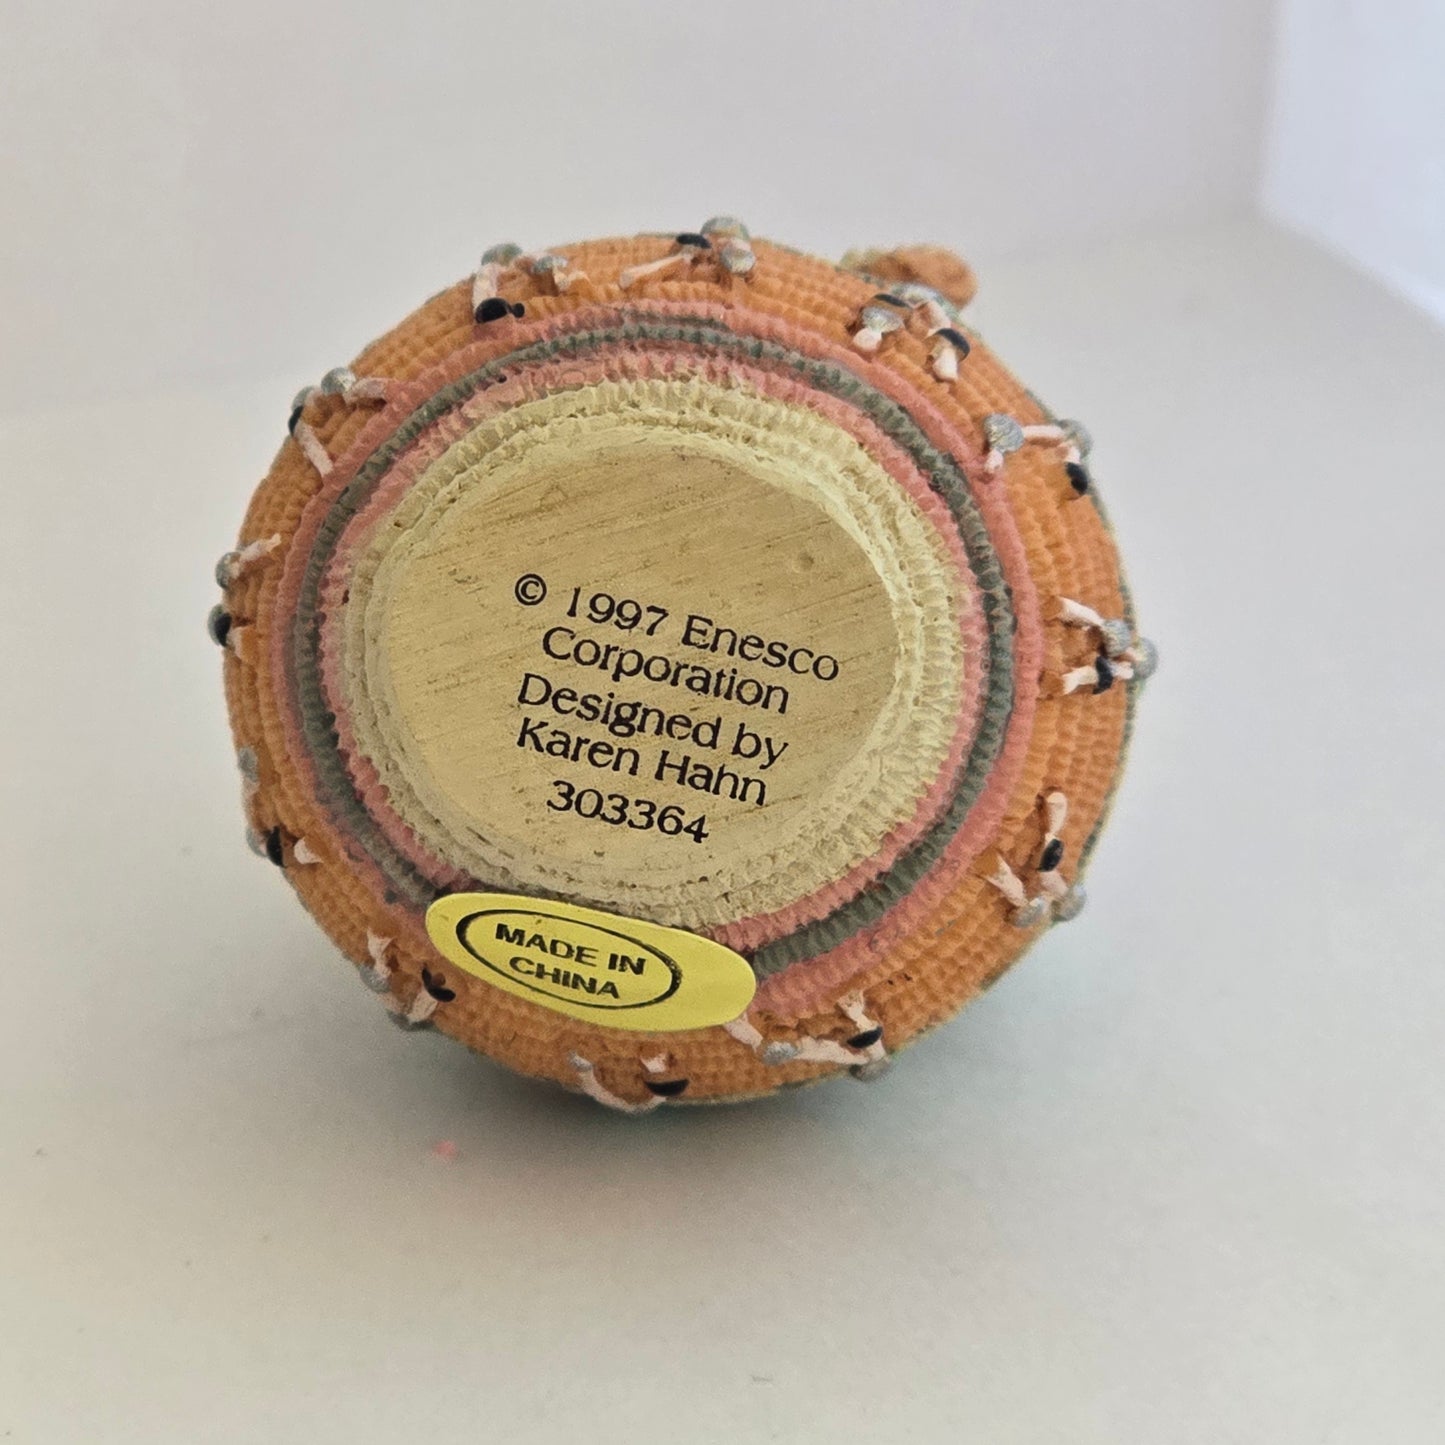 © 1997 Enesco
Corporation
Designed by
Karen Hahn
303364
MADE IN
CHINA